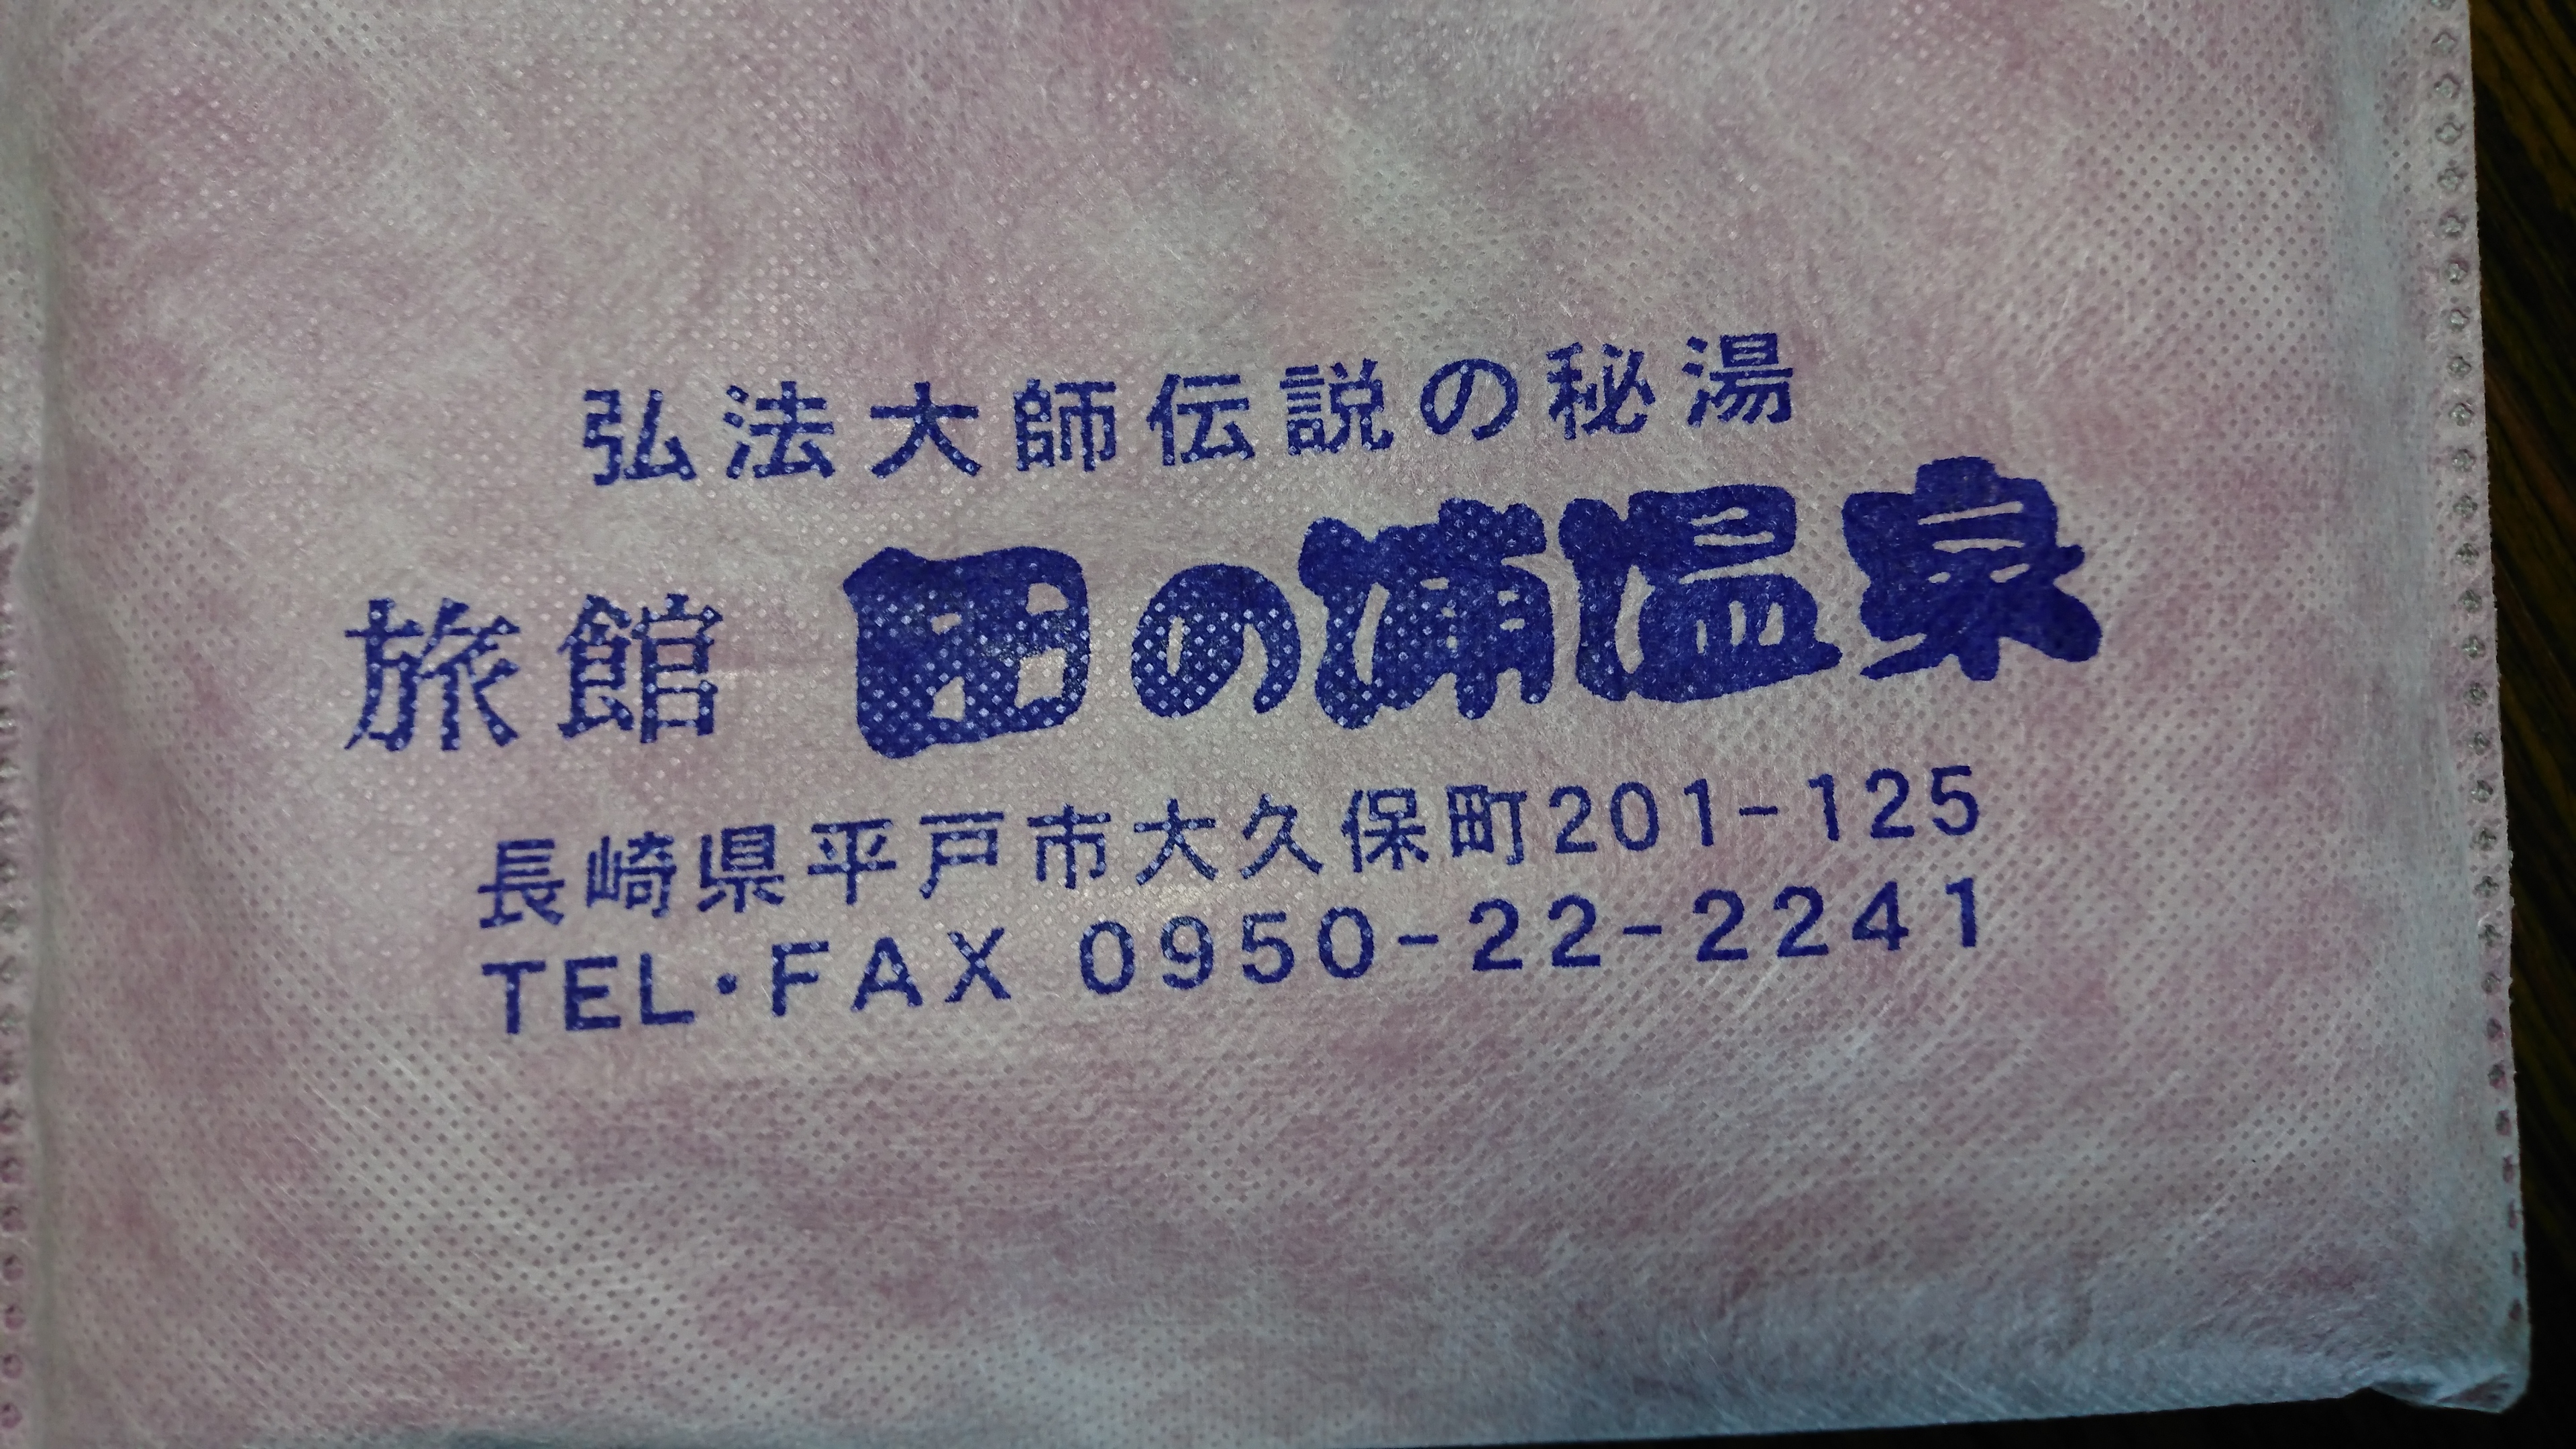 弘法大師伝説の秘湯
旅館 田の浦温泉
長崎県平戸市大久保町201-125
TEL・FAX 0950-22-2241